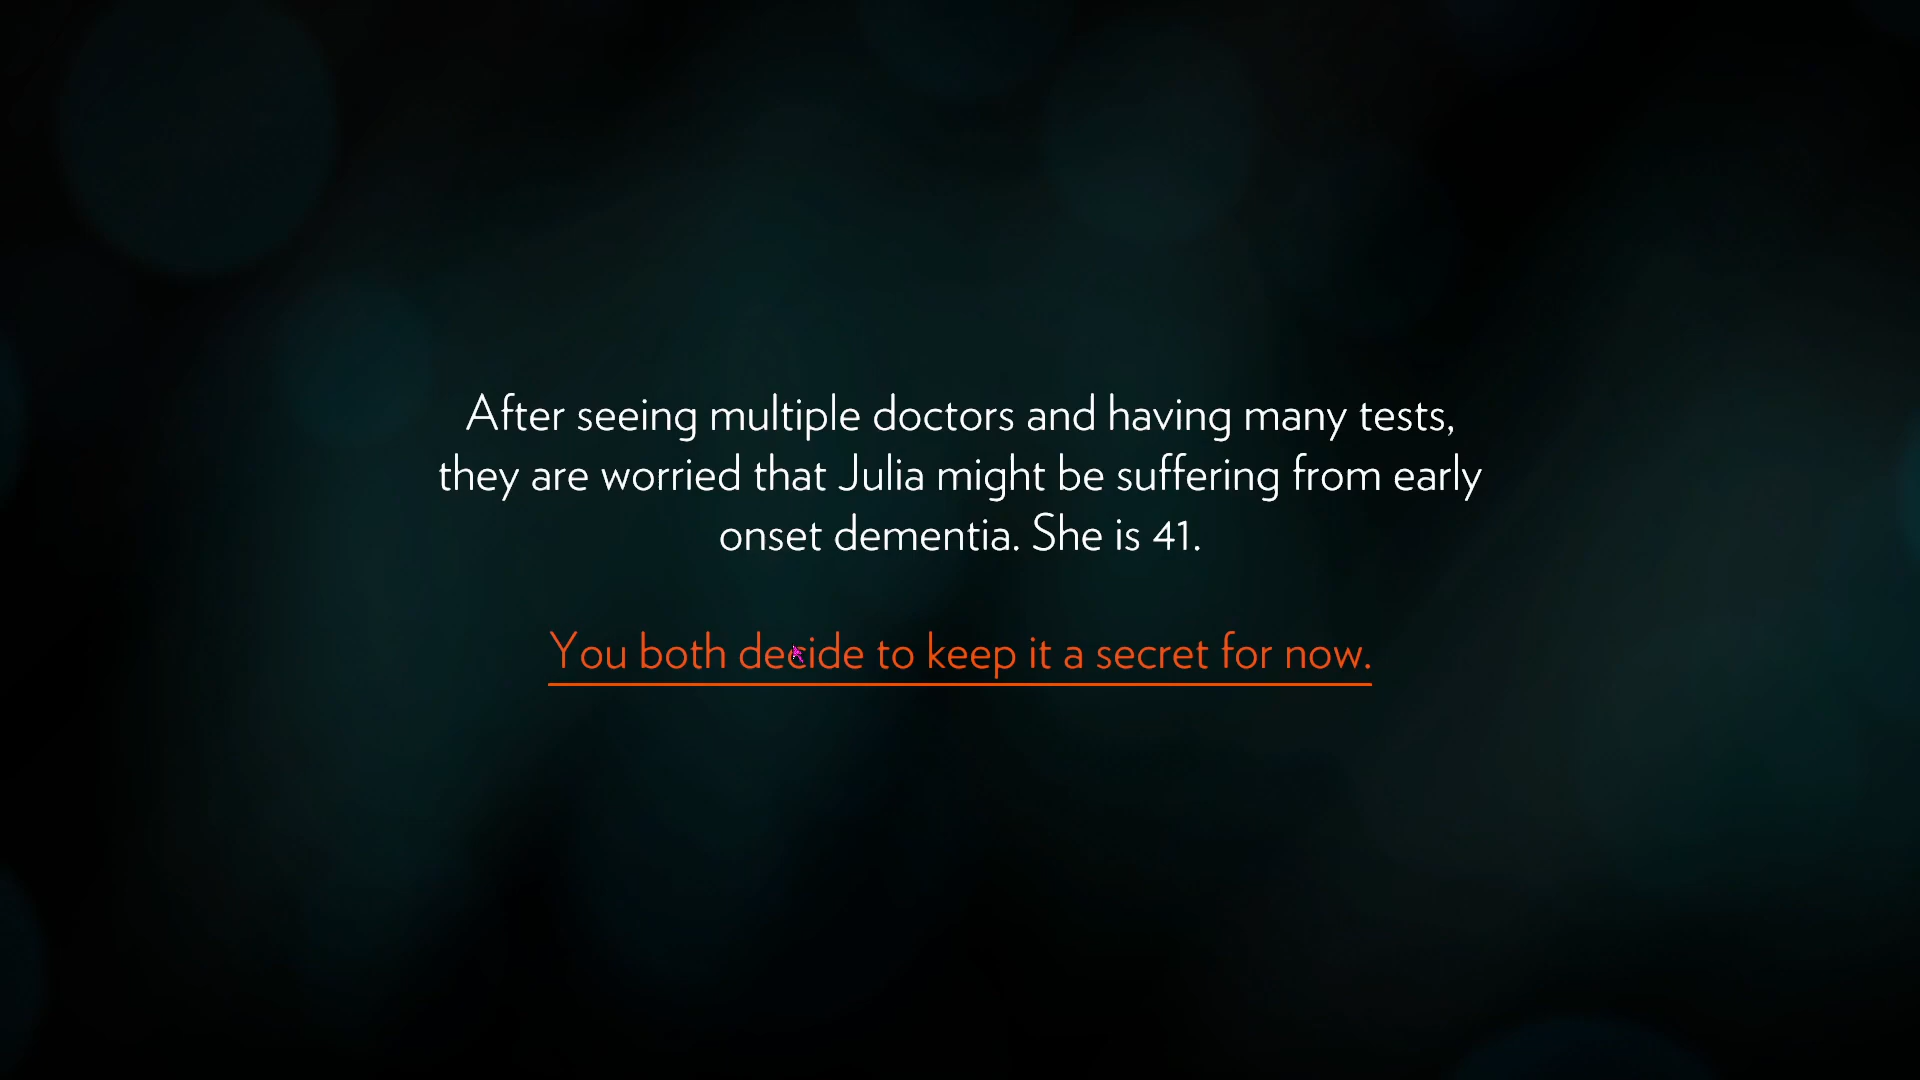 After seeing multiple doctors and having many tests,
they are worried that Julia might be suffering from early
onset dementia. She is 41.
You both decide to keep it a secret for now.